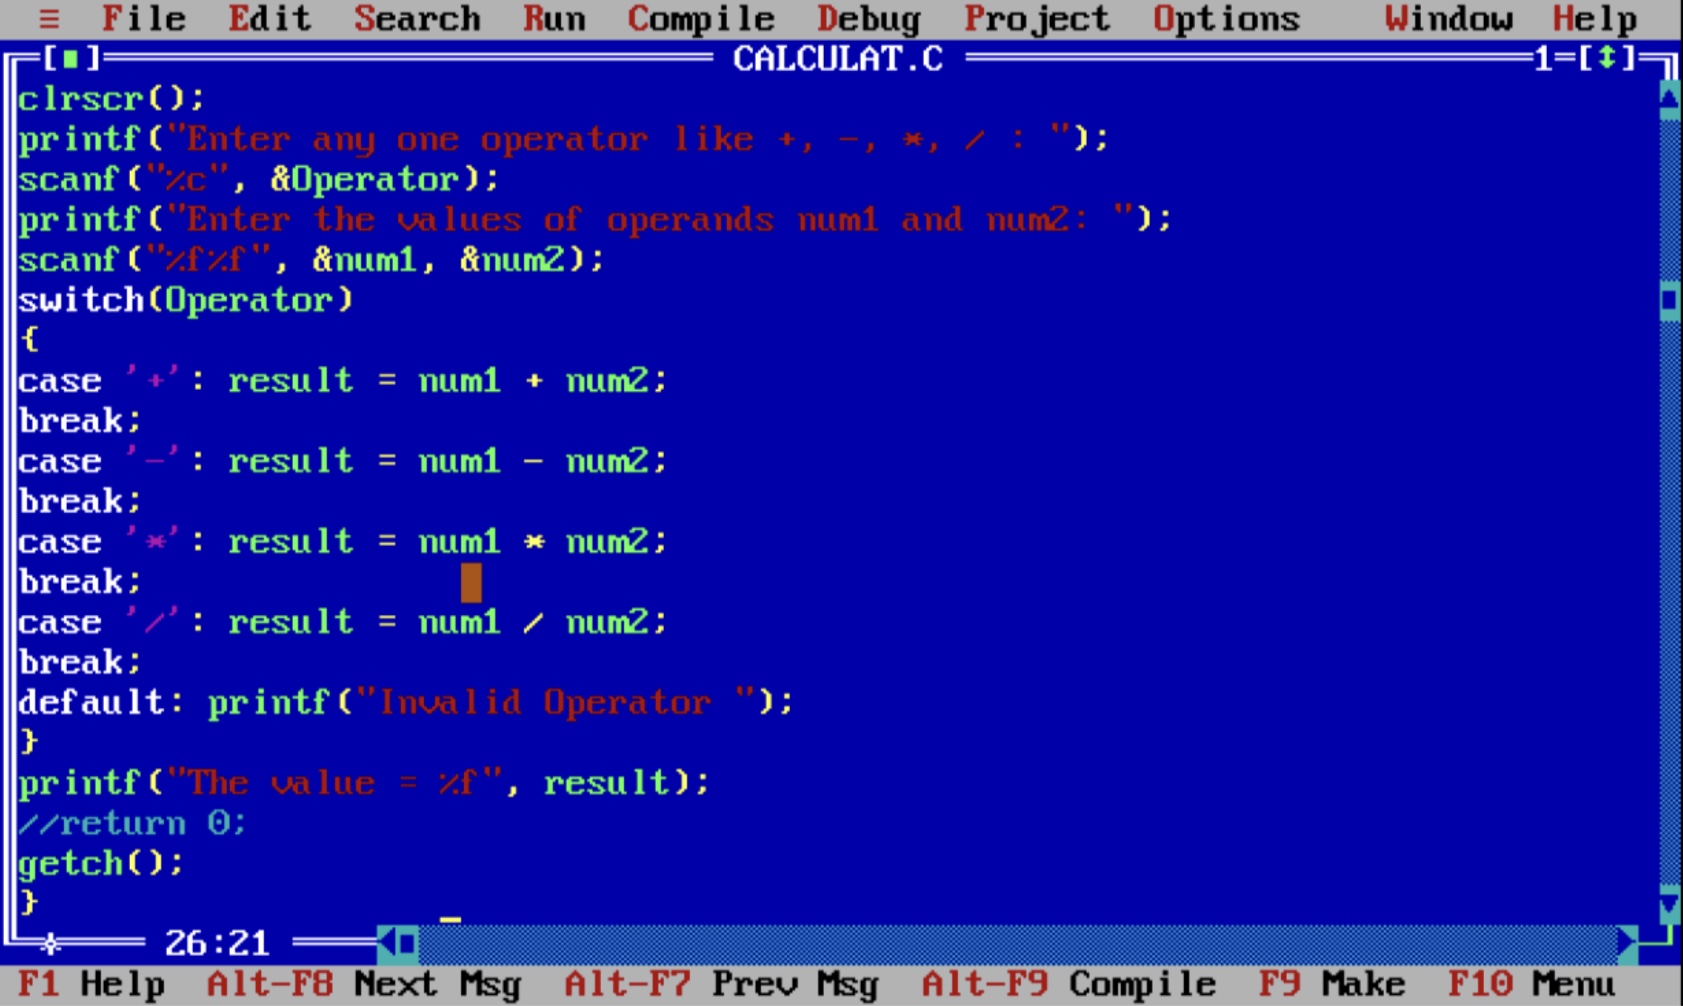 ≡ File Edit Search Run Compile Debug Project Options Window Help
[■] CALCULAT.C 1=[↕]
clrscr();
printf("Enter any one operator like +, -, *, / : ");
scanf("%c", &Operator);
printf("Enter the values of operands num1 and num2: ");
scanf("%f%f", &num1, &num2);
switch(Operator)
{
case '+': result = num1 + num2;
break;
case '-': result = num1 - num2;
break;
case '*': result = num1 * num2;
break;
case '/': result = num1 / num2;
break;
default: printf("Invalid Operator ");
}
printf("The value = %f", result);
//return 0;
getch();
}
26:21
F1 Help Alt-F8 Next Msg Alt-F7 Prev Msg Alt-F9 Compile F9 Make F10 Menu